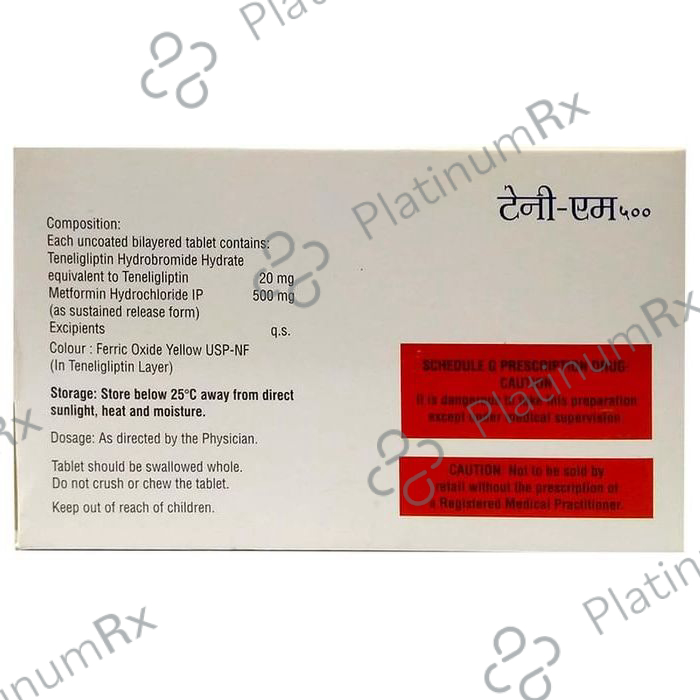 PlatinumRx
PlatinumRx
टेनी-एम ५००
Composition:
Each uncoated bilayered tablet contains:
Teneligliptin Hydrobromide Hydrate
equivalent to Teneligliptin 20 mg
Metformin Hydrochloride IP 500 mg
(as sustained release form)
Excipients q.s.
Colour : Ferric Oxide Yellow USP-NF
(In Teneligliptin Layer)
Storage: Store below 25°C away from direct
sunlight, heat and moisture.
Dosage: As directed by the Physician.
Tablet should be swallowed whole.
Do not crush or chew the tablet.
Keep out of reach of children.
SCHEDULE G PRESCRIPTION DRUG-
CAUTION
It is dangerous to take this preparation
except under medical supervision
CAUTION: Not to be sold by
retail without the prescription of
a Registered Medical Practitioner.
PlatinumRx
Rx
PlatinumRx
Platinum